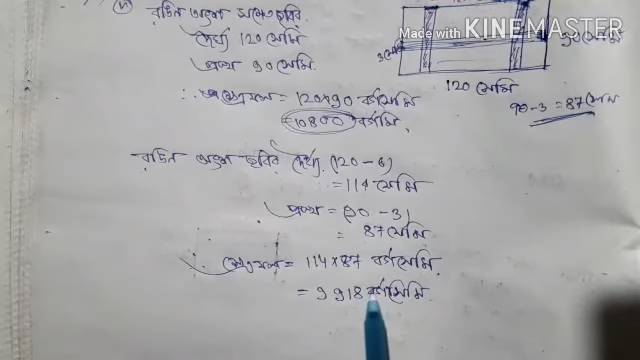 রঙিন অংশ সমেত ছবির
দৈর্ঘ্য 120 সেমি
প্রস্থ 90 সেমি
∴ ক্ষেত্রফল = 120×90 বর্গসেমি
= 10800 বর্গসেমি.
Made with KINEMASTER
3 সেমি
90 সেমি
120 সেমি
90 - 3 = 87 সেমি
রঙিন অংশ ছবির দৈর্ঘ্য (120 - 6)
= 114 সেমি
প্রস্থ = (90 - 3)
= 87 সেমি
ক্ষেত্রফল = 114 × 87 বর্গসেমি.
= 9918 বর্গসেমি.